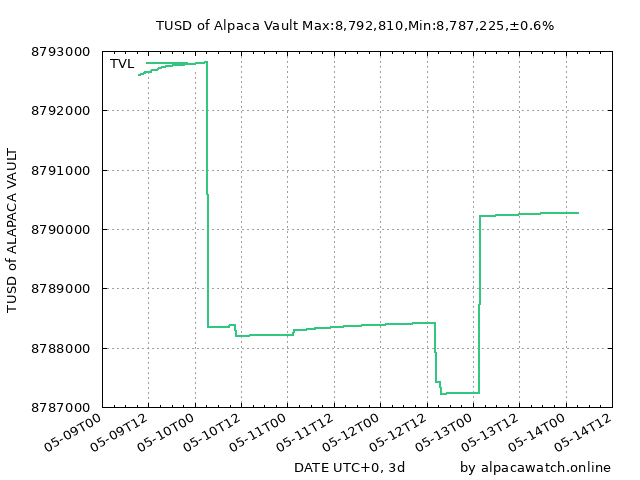 TUSD of Alpaca Vault Max:8,792,810,Min:8,787,225,±0.6%
8793000
TVL
8792000
8791000
8790000
8789000
8788000
8787000
TUSD of ALAPACA VAULT
05-09T00
05-09T12
05-10T00
05-10T12
05-11T00
05-11T12
05-12T00
05-12T12
05-13T00
05-13T12
05-14T00
05-14T12
DATE UTC+0, 3d
by alpacawatch.online